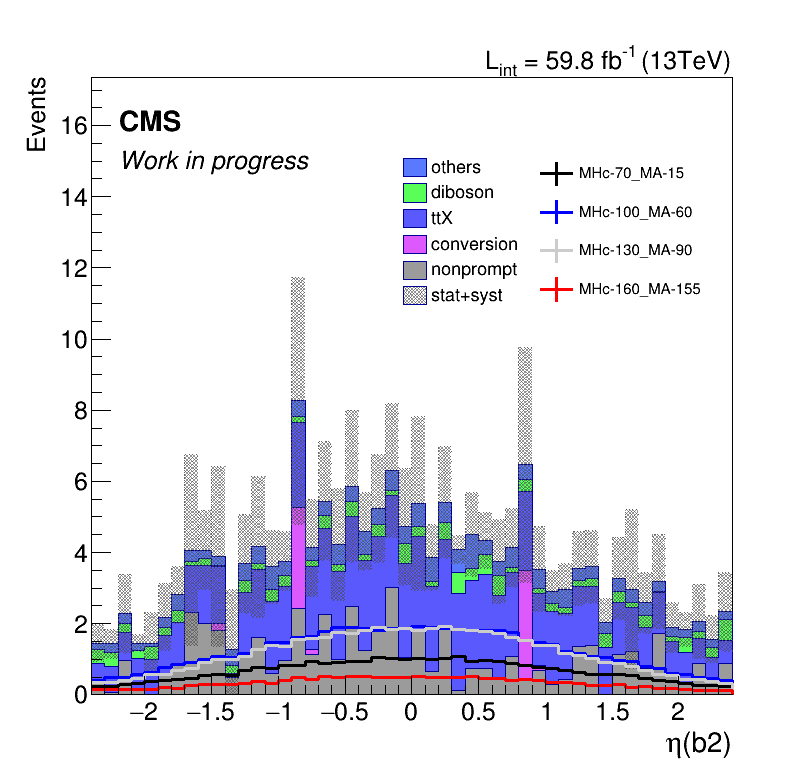 L_int = 59.8 fb^-1 (13TeV)
Events
CMS
Work in progress
others
diboson
ttX
conversion
nonprompt
stat+syst
MHc-70_MA-15
MHc-100_MA-60
MHc-130_MA-90
MHc-160_MA-155
16
14
12
10
8
6
4
2
0
−2 −1.5 −1 −0.5 0 0.5 1 1.5 2
η(b2)